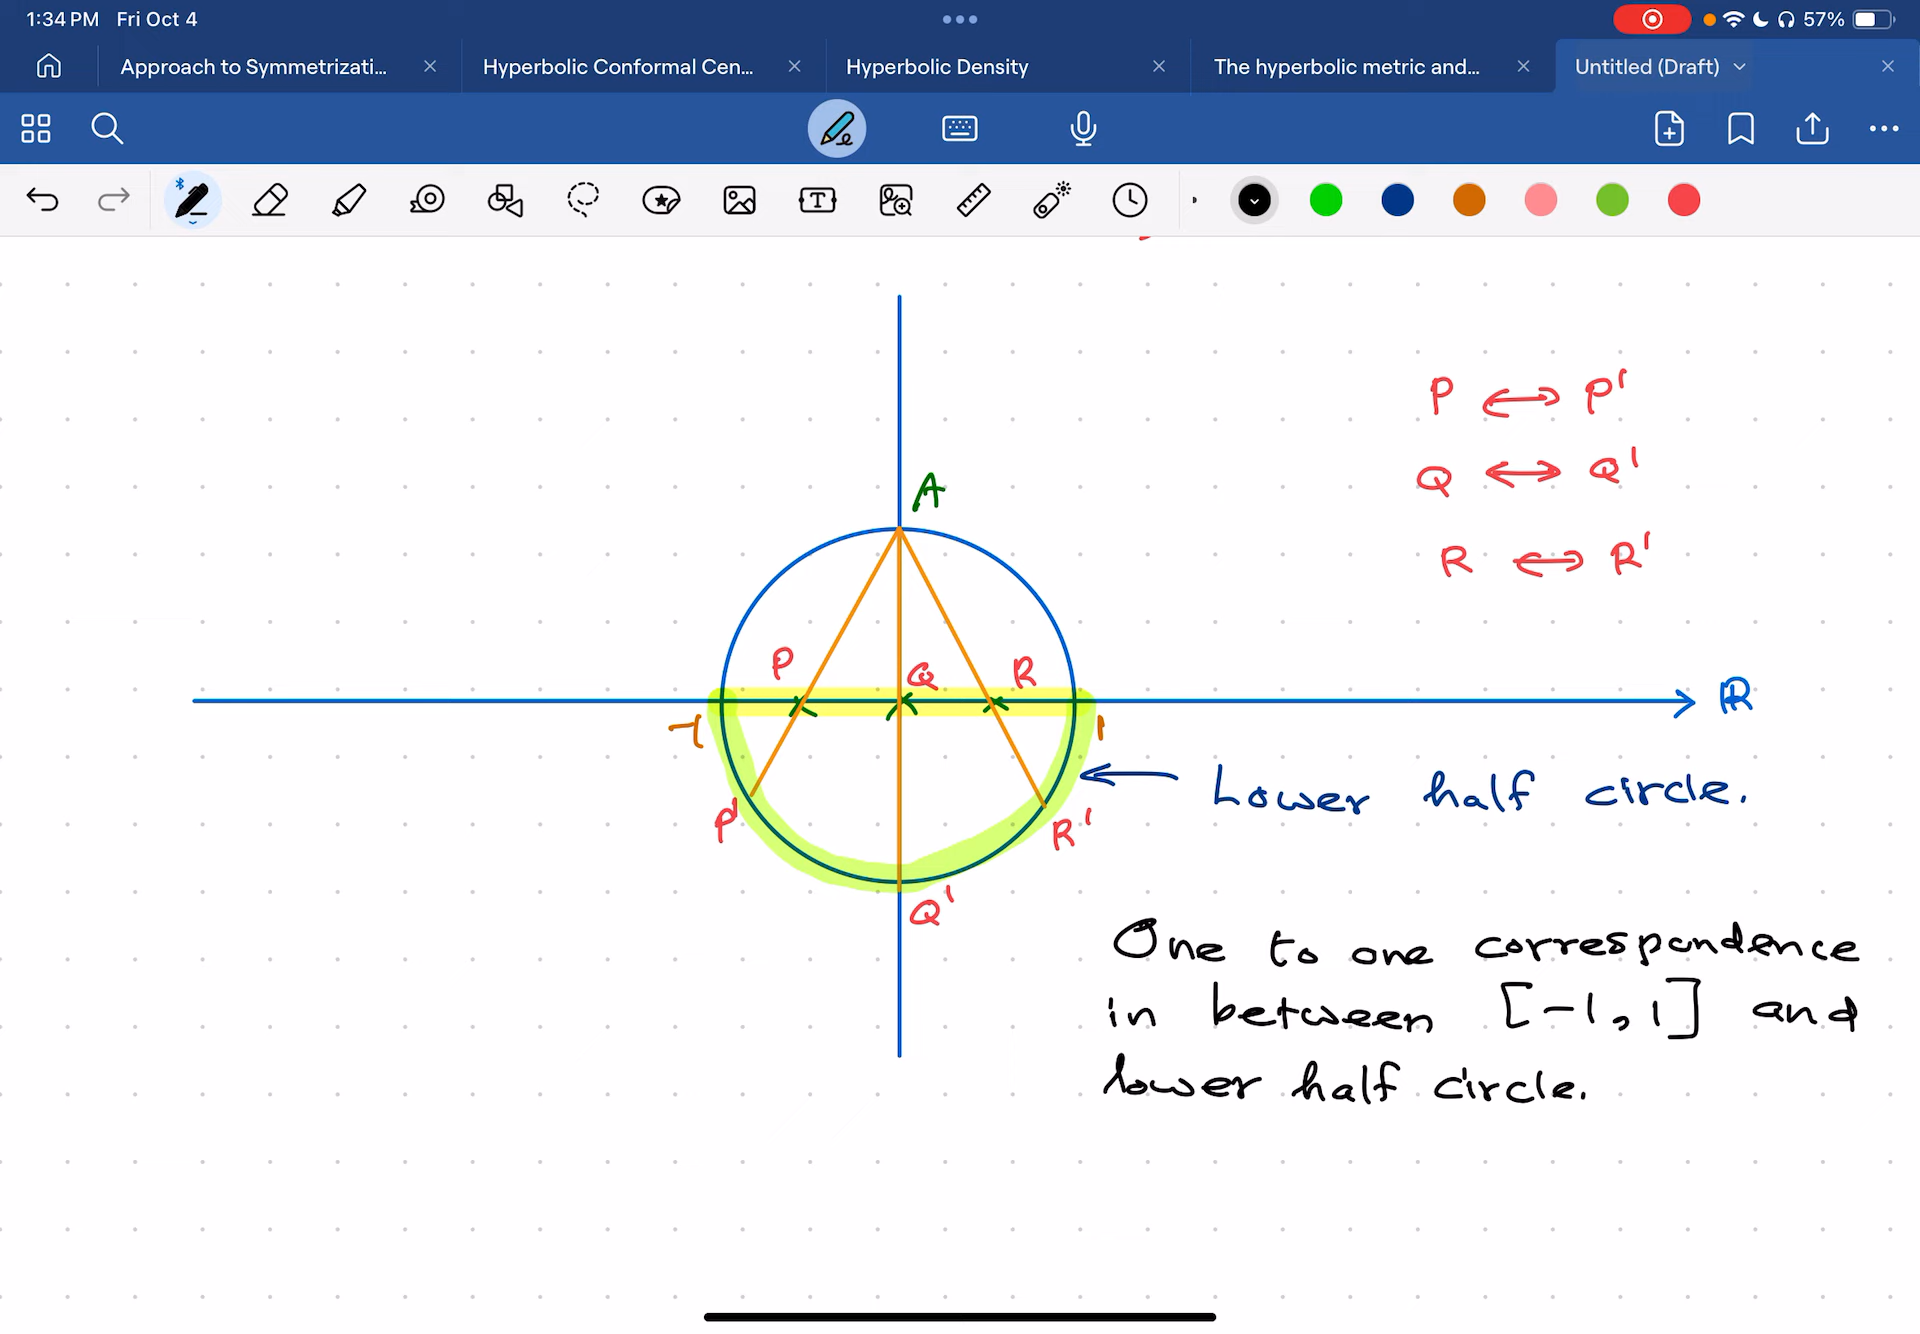 1:34 PM Fri Oct 4
57%
Approach to Symmetrizati...
Hyperbolic Conformal Cen...
Hyperbolic Density
The hyperbolic metric and...
Untitled (Draft)
P ↔ P'
Q ↔ Q'
R ↔ R'
A
P
Q
R
-1
1
ℝ
P'
R'
Q'
← Lower half circle.
One to one correspondence
in between [-1, 1] and
lower half circle.